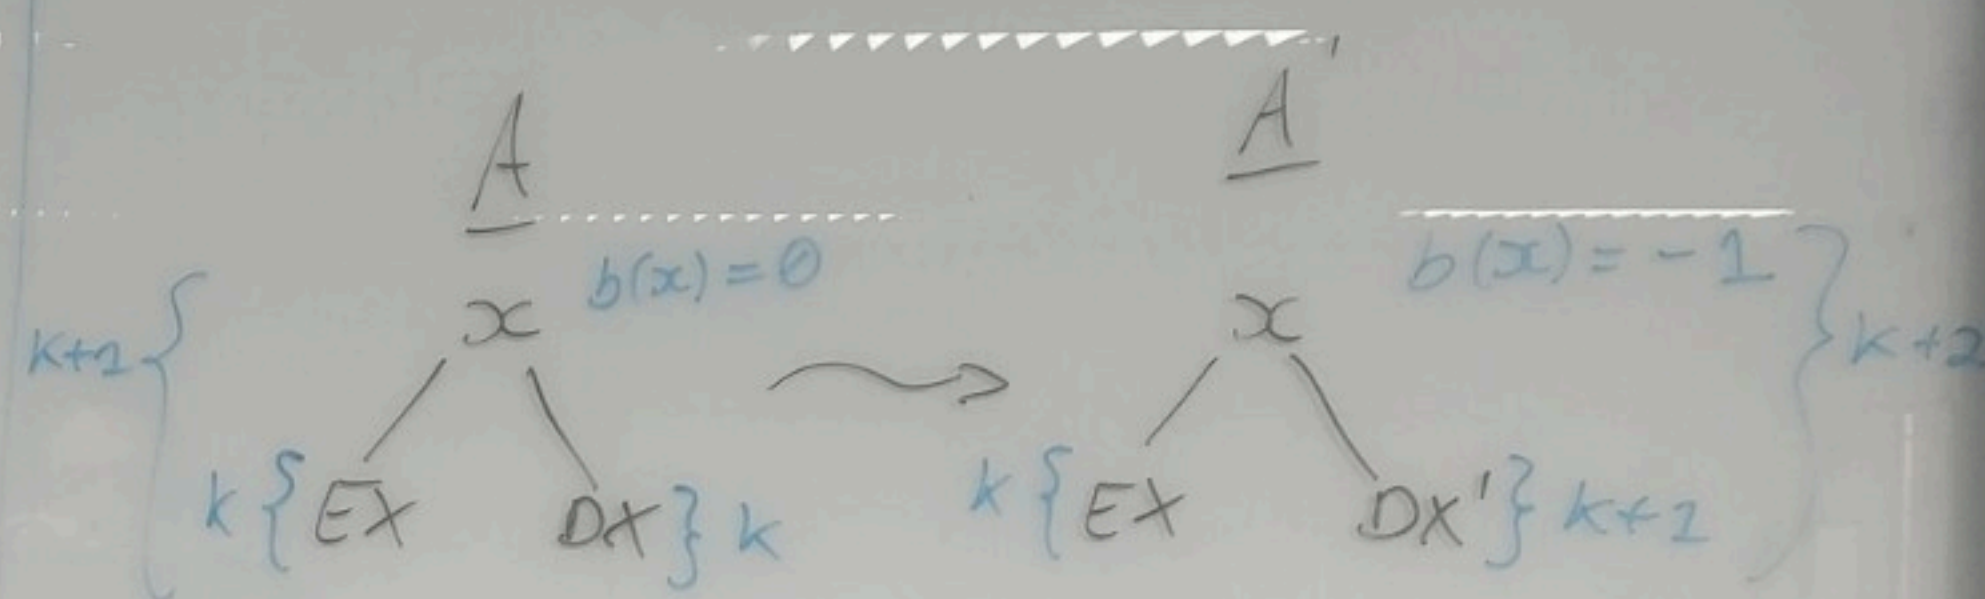 A A'
b(x)=0 b(x)=-1
x x
k+1 k+2
k { EX DX } k k { EX DX' } k+1